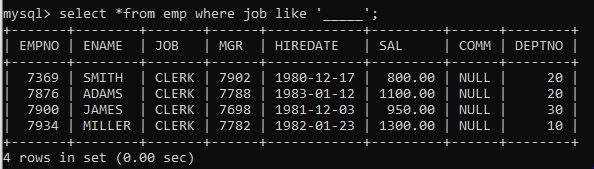 mysql> select *from emp where job like '_____';
+-------+--------+-------+------+------------+---------+------+--------+
| EMPNO | ENAME  | JOB   | MGR  | HIREDATE   | SAL     | COMM | DEPTNO |
+-------+--------+-------+------+------------+---------+------+--------+
|  7369 | SMITH  | CLERK | 7902 | 1980-12-17 |  800.00 | NULL |     20 |
|  7876 | ADAMS  | CLERK | 7788 | 1983-01-12 | 1100.00 | NULL |     20 |
|  7900 | JAMES  | CLERK | 7698 | 1981-12-03 |  950.00 | NULL |     30 |
|  7934 | MILLER | CLERK | 7782 | 1982-01-23 | 1300.00 | NULL |     10 |
+-------+--------+-------+------+------------+---------+------+--------+
4 rows in set (0.00 sec)